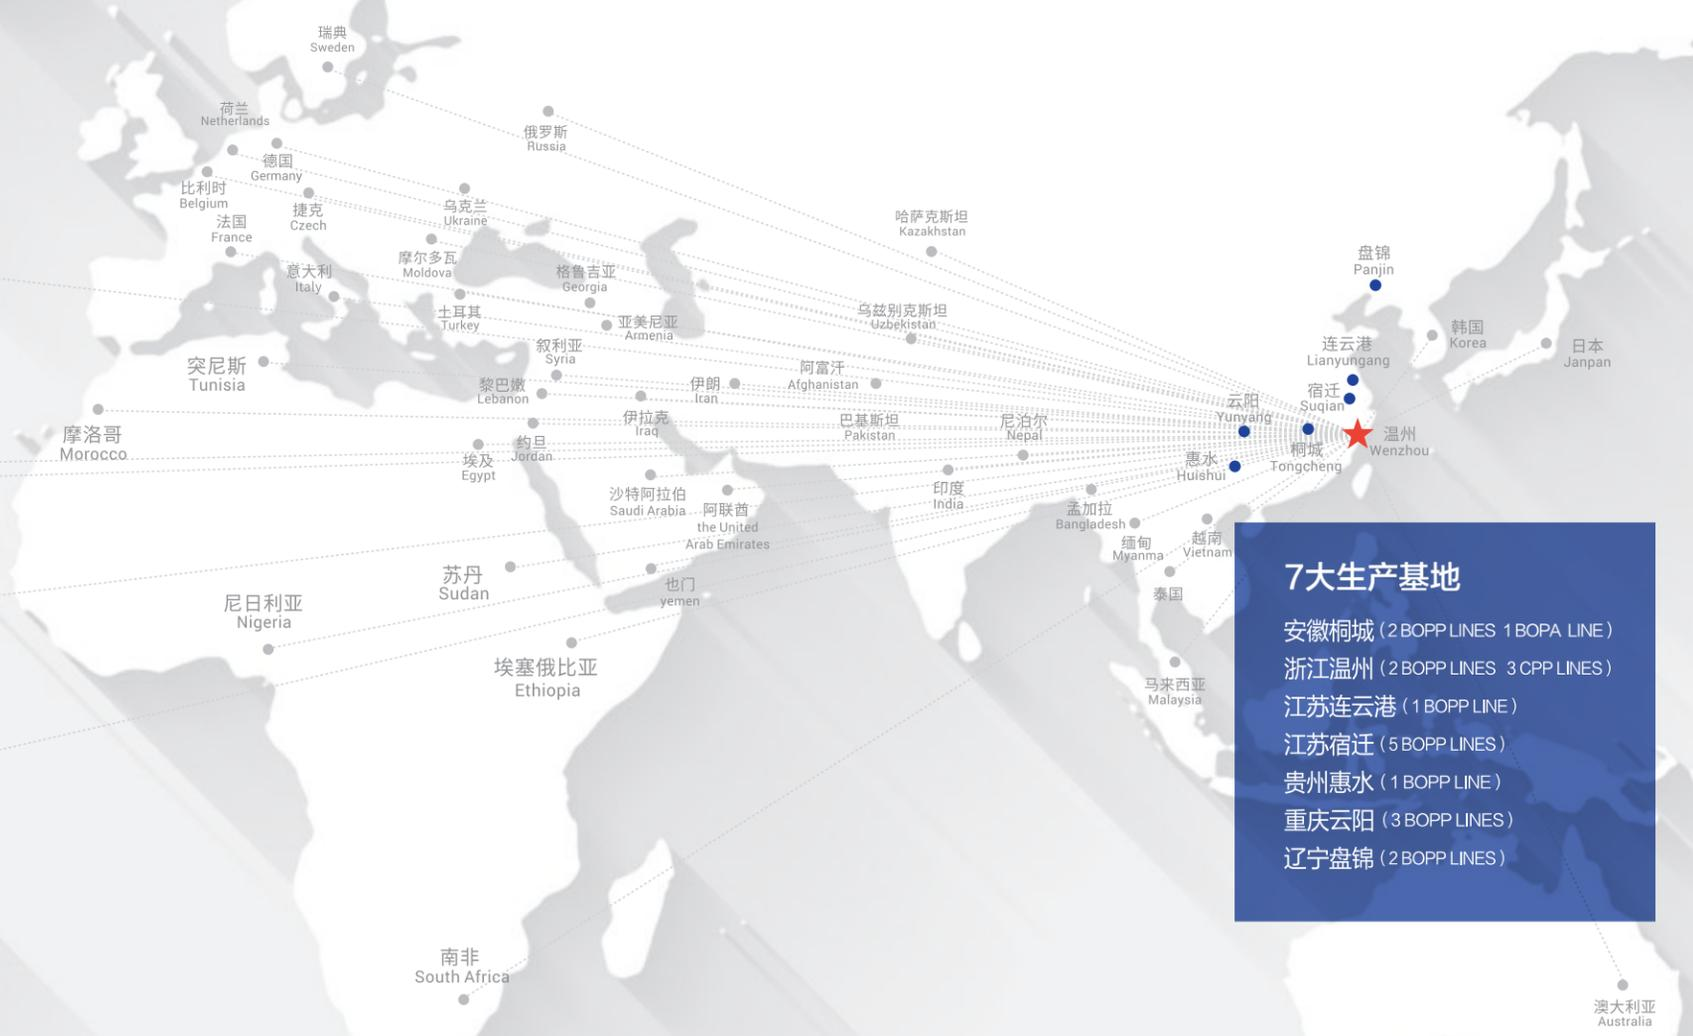 瑞典
Sweden
荷兰
Netherlands
俄罗斯
Russia
德国
Germany
比利时
Belgium
捷克
Czech
乌克兰
Ukraine
法国
France
哈萨克斯坦
Kazakhstan
摩尔多瓦
Moldova
意大利
Italy
格鲁吉亚
Georgia
盘锦
Panjin
土耳其
Turkey
亚美尼亚
Armenia
乌兹别克斯坦
Uzbekistan
韩国
Korea
日本
Janpan
连云港
Lianyungang
叙利亚
Syria
突尼斯
Tunisia
黎巴嫩
Lebanon
伊朗
Iran
阿富汗
Afghanistan
宿迁
Suqian
云阳
Yunyang
伊拉克
Iraq
巴基斯坦
Pakistan
尼泊尔
Nepal
摩洛哥
Morocco
约旦
Jordan
埃及
Egypt
温州
Wenzhou
桐城
Tongcheng
惠水
Huishui
沙特阿拉伯
Saudi Arabia
阿联酋
the United
Arab Emirates
印度
India
孟加拉
Bangladesh
缅甸
Myanma
越南
Vietnam
苏丹
Sudan
也门
yemen
泰国
尼日利亚
Nigeria
埃塞俄比亚
Ethiopia
马来西亚
Malaysia
7大生产基地
安徽桐城(2 BOPP LINES 1 BOPA LINE)
浙江温州(2 BOPP LINES 3 CPP LINES)
江苏连云港(1 BOPP LINE)
江苏宿迁(5 BOPP LINES)
贵州惠水(1 BOPP LINE)
重庆云阳(3 BOPP LINES)
辽宁盘锦(2 BOPP LINES)
南非
South Africa
澳大利亚
Australia